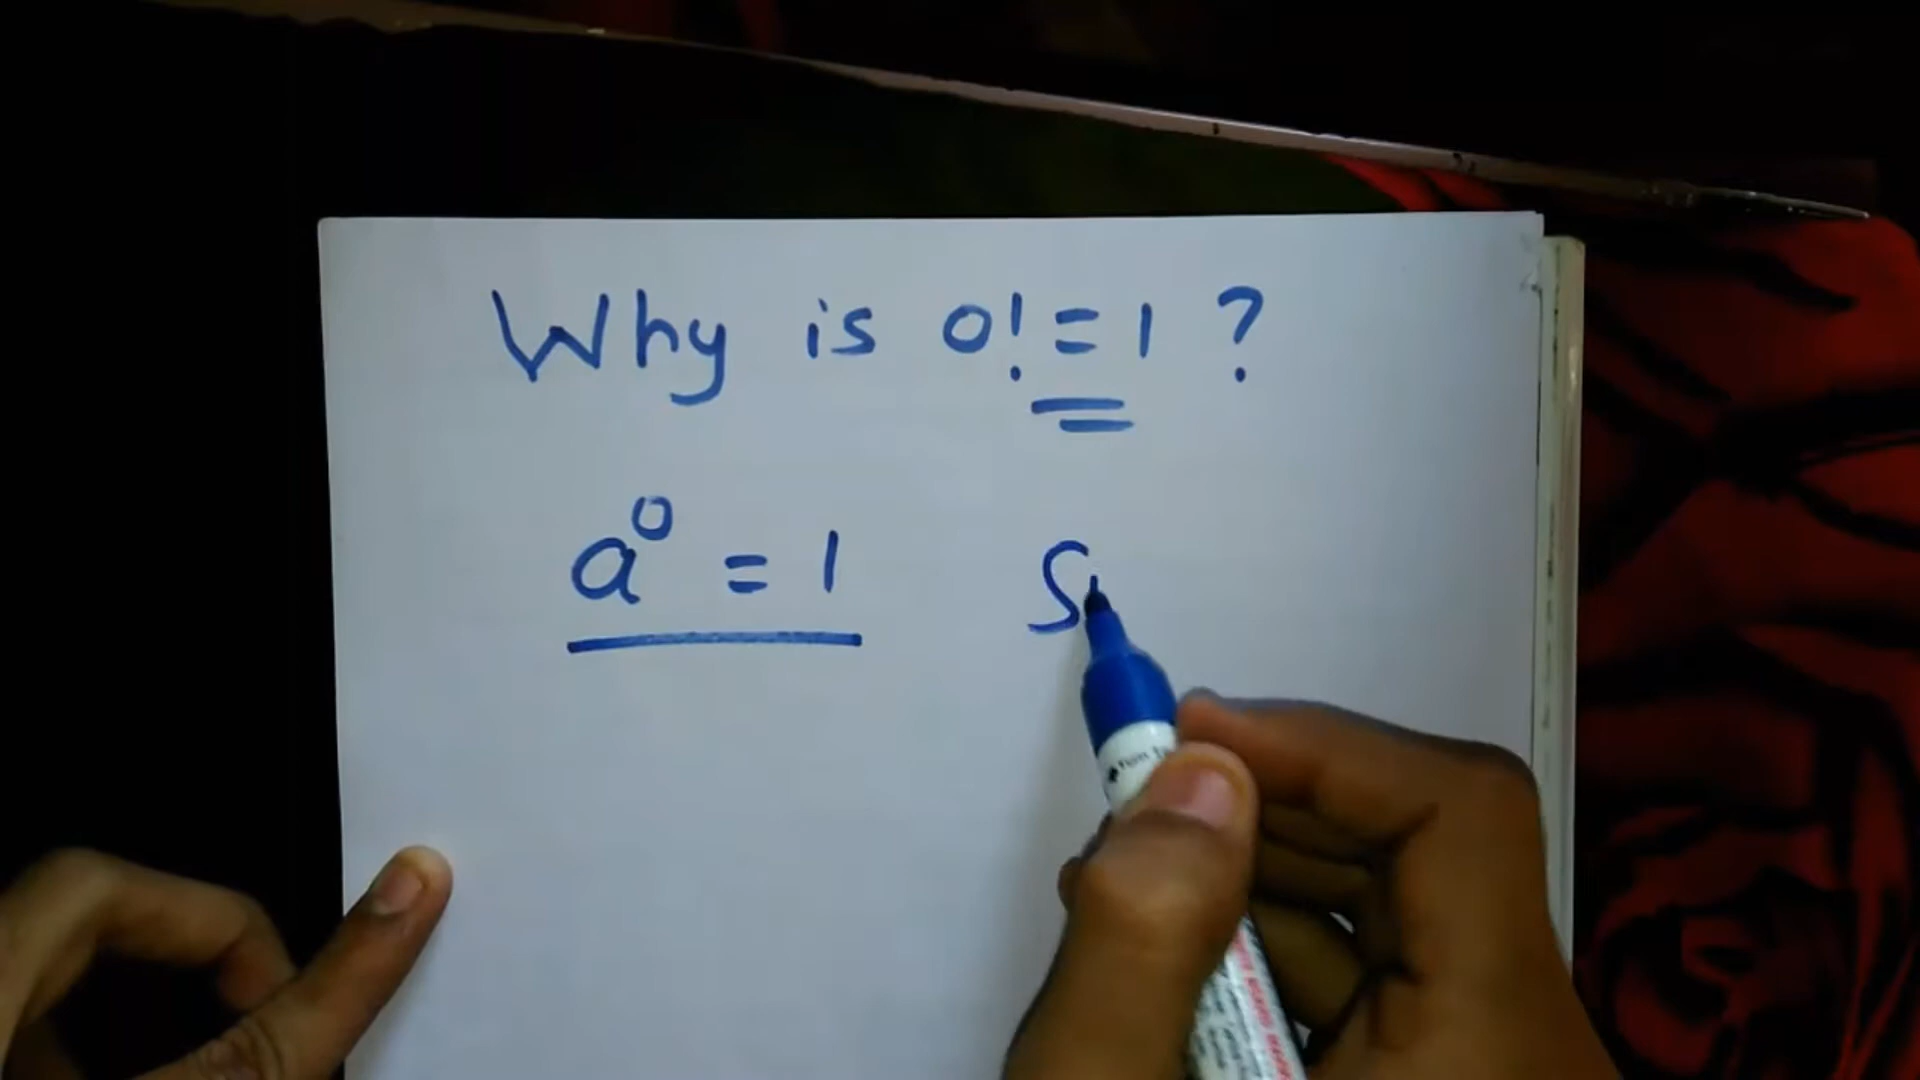 Why is 0! = 1 ?
a⁰ = 1 S